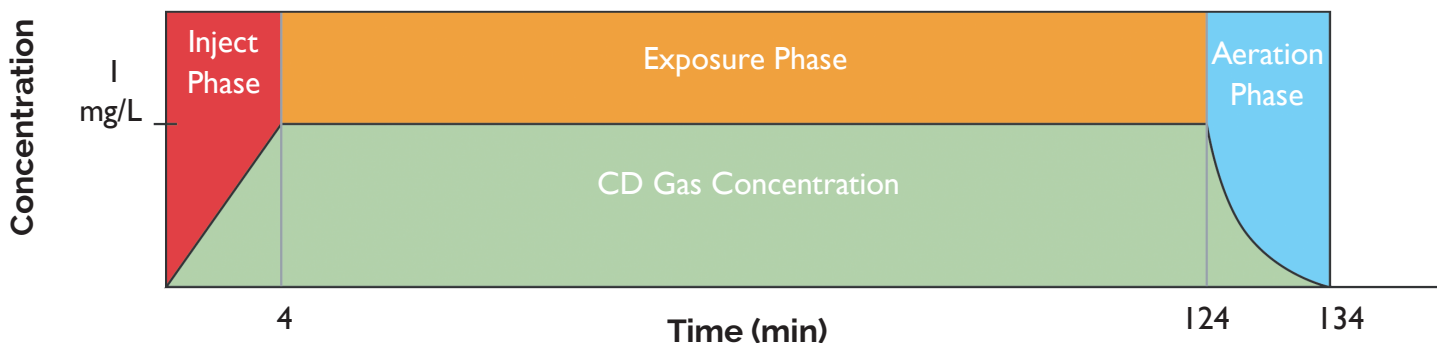 Concentration
1
mg/L
Inject
Phase
Exposure Phase
Aeration
Phase
CD Gas Concentration
4
124
134
Time (min)